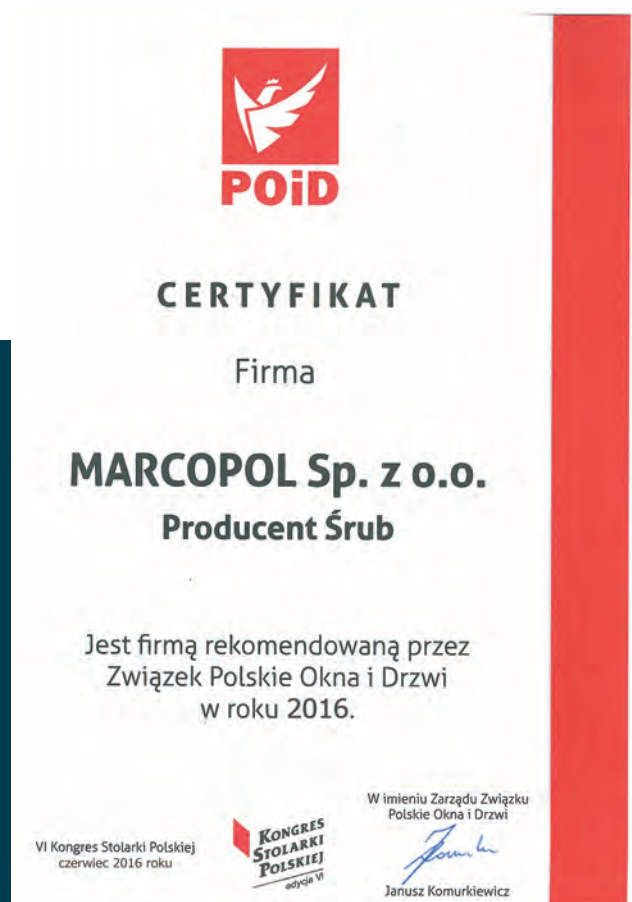 POiD
CERTYFIKAT
Firma
MARCOPOL Sp. z o.o.
Producent Śrub
Jest firmą rekomendowaną przez
Związek Polskie Okna i Drzwi
w roku 2016.
VI Kongres Stolarki Polskiej
czerwiec 2016 roku
KONGRES
STOLARKI
POLSKIEJ
edycja VI
W imieniu Zarządu Związku
Polskie Okna i Drzwi
Janusz Komurkiewicz